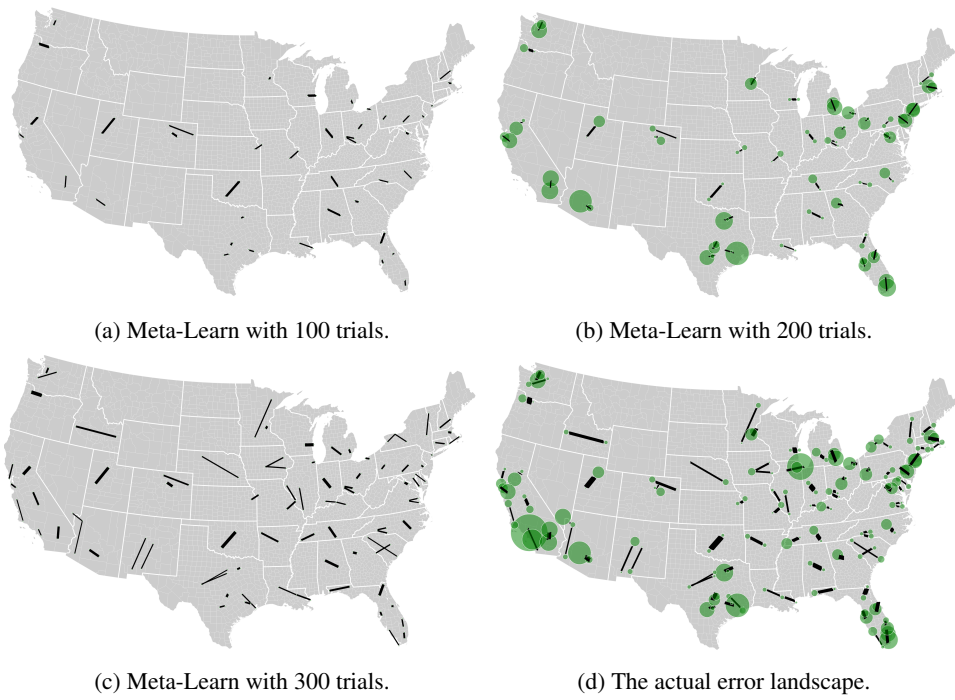 (a) Meta-Learn with 100 trials.
(b) Meta-Learn with 200 trials.
(c) Meta-Learn with 300 trials.
(d) The actual error landscape.